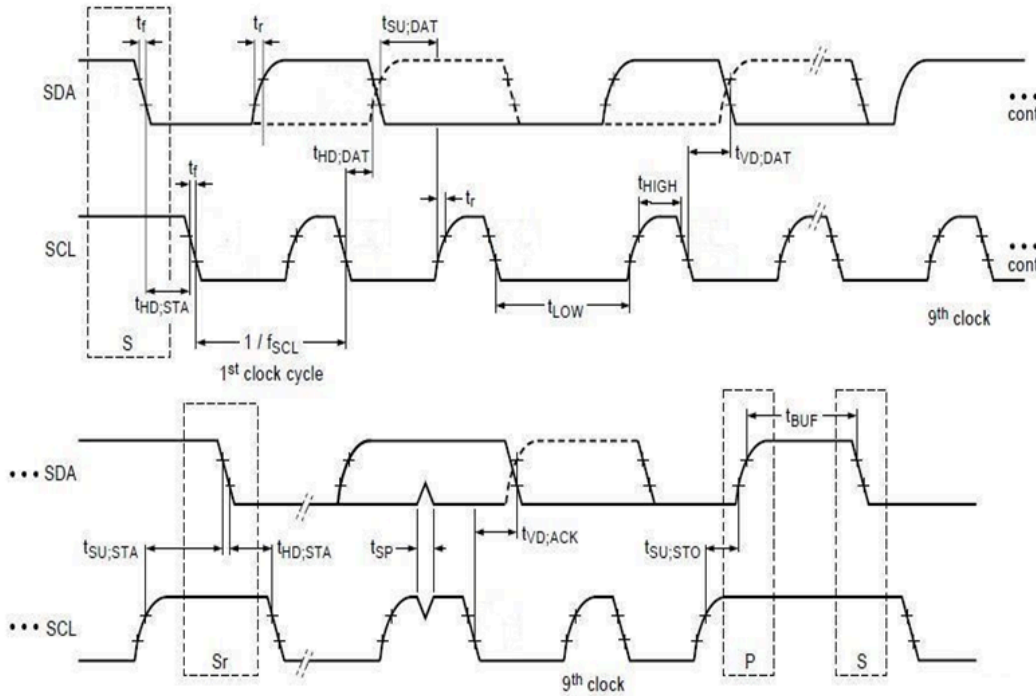 tf tr tSU;DAT
SDA
••• cont
tHD;DAT tVD;DAT
tf tr tHIGH
SCL
••• cont
tHD;STA tLOW
9th clock
S 1 / fSCL
1st clock cycle
tBUF
••• SDA
tSU;STA tHD;STA tSP tVD;ACK tSU;STO
••• SCL
Sr P S
9th clock